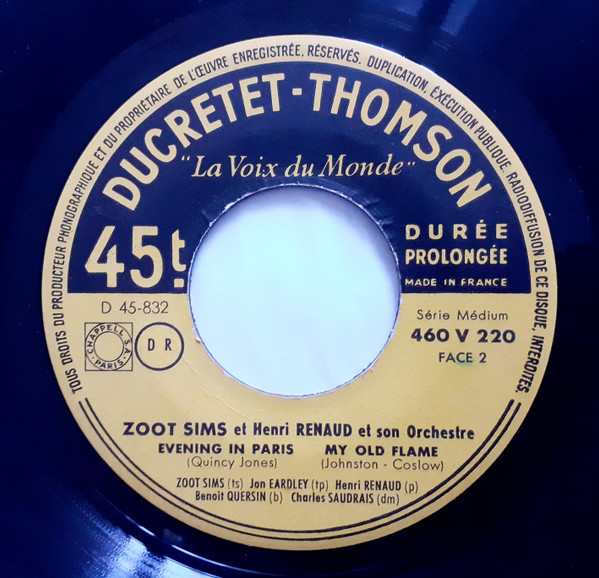 TOUS DROITS DU PRODUCTEUR PHONOGRAPHIQUE ET DU PROPRIÉTAIRE DE L'ŒUVRE ENREGISTRÉE, RÉSERVÉS. DUPLICATION, EXÉCUTION PUBLIQUE, RADIODIFFUSION DE CE DISQUE, INTERDITES.
DUCRETET-THOMSON
"La Voix du Monde"
45t.
DURÉE
PROLONGÉE
MADE IN FRANCE
D 45-832
CHAPPELL S.A. PARIS
DR
Série Médium
460 V 220
FACE 2
ZOOT SIMS et Henri RENAUD et son Orchestre
EVENING IN PARIS MY OLD FLAME
(Quincy Jones) (Johnston - Coslow)
ZOOT SIMS (ts) Jon EARDLEY (tp) Henri RENAUD (p)
Benoit QUERSIN (b) Charles SAUDRAIS (dm)